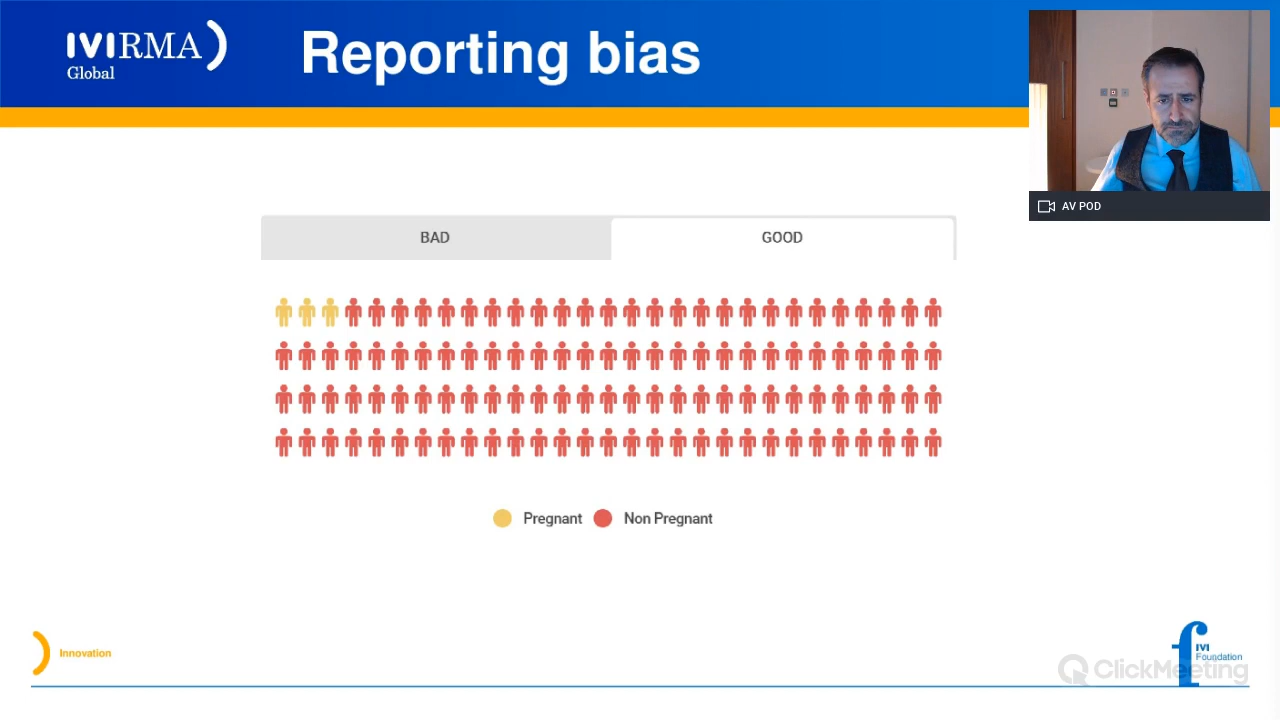 IVIRMA
Global
Reporting bias
AV POD
BAD
GOOD
Pregnant
Non Pregnant
Innovation
IVI
Foundation
ClickMeeting